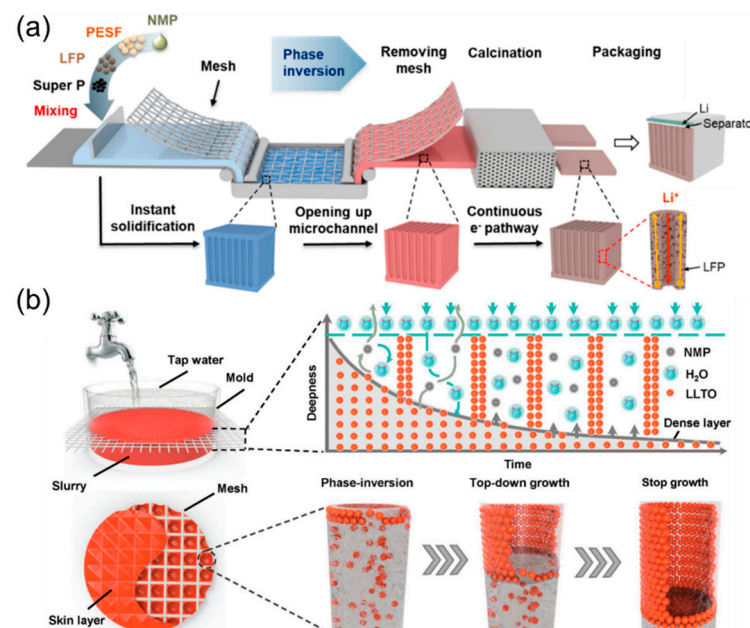 (a)
NMP
PESF
LFP
Super P
Mixing
Mesh
Phase
inversion
Removing
mesh
Calcination
Packaging
Li
Separator
Instant
solidification
Opening up
microchannel
Continuous
e⁻ pathway
Li⁺
LFP
(b)
Tap water
Mold
Slurry
Mesh
Skin layer
Deepness
NMP
H₂O
LLTO
Dense layer
Time
Phase-inversion
Top-down growth
Stop growth